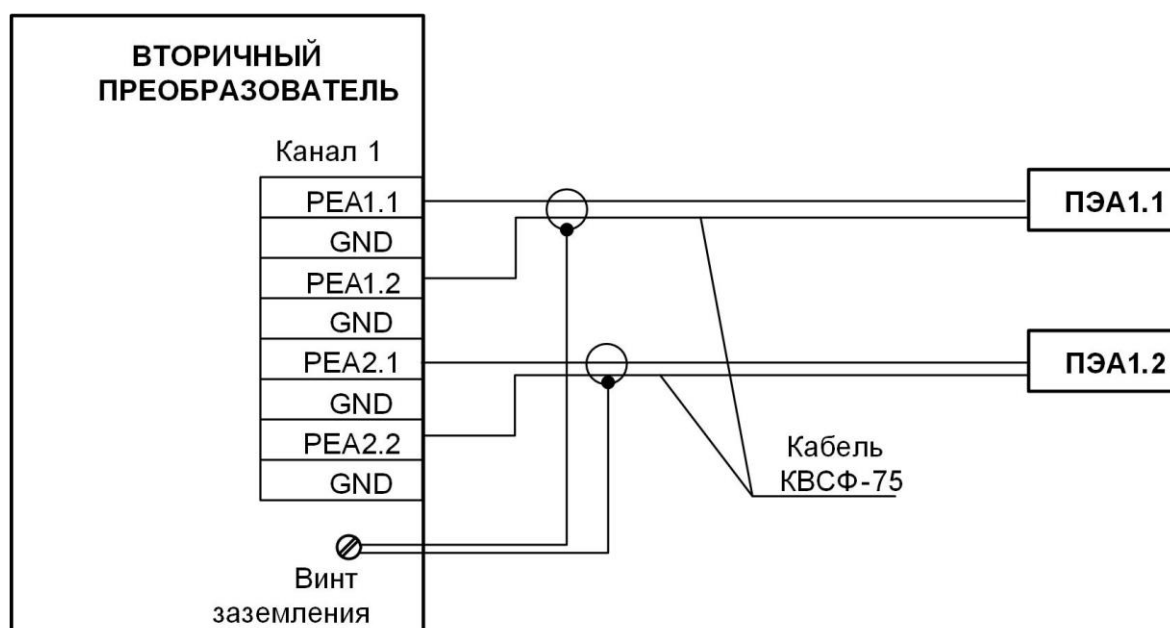 ВТОРИЧНЫЙ
ПРЕОБРАЗОВАТЕЛЬ
Канал 1
PEA1.1
GND
PEA1.2
GND
PEA2.1
GND
PEA2.2
GND
Винт
заземления
ПЭА1.1
ПЭА1.2
Кабель
КВСФ-75